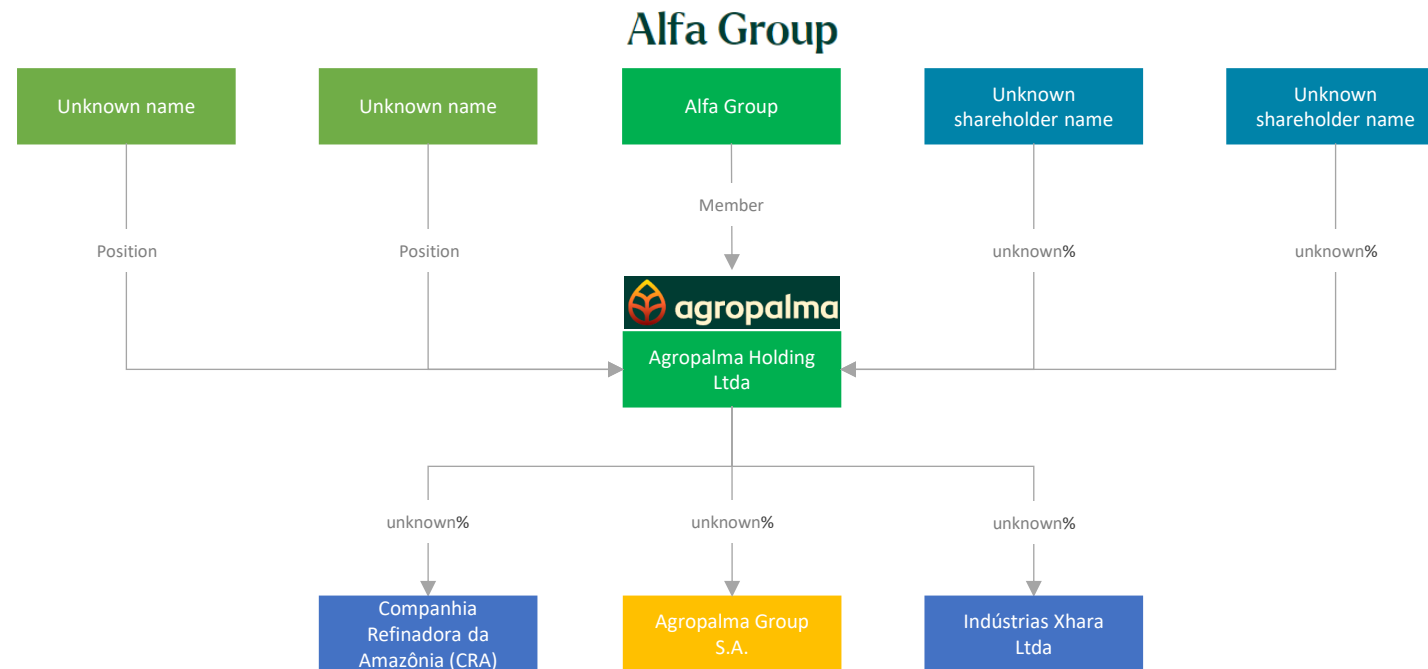 Alfa Group
Unknown name
Unknown name
Alfa Group
Unknown
shareholder name
Unknown
shareholder name
Member
Position
Position
unknown%
unknown%
agropalma
Agropalma Holding
Ltda
unknown%
unknown%
unknown%
Companhia
Refinadora da
Amazônia (CRA)
Agropalma Group
S.A.
Indústrias Xhara
Ltda